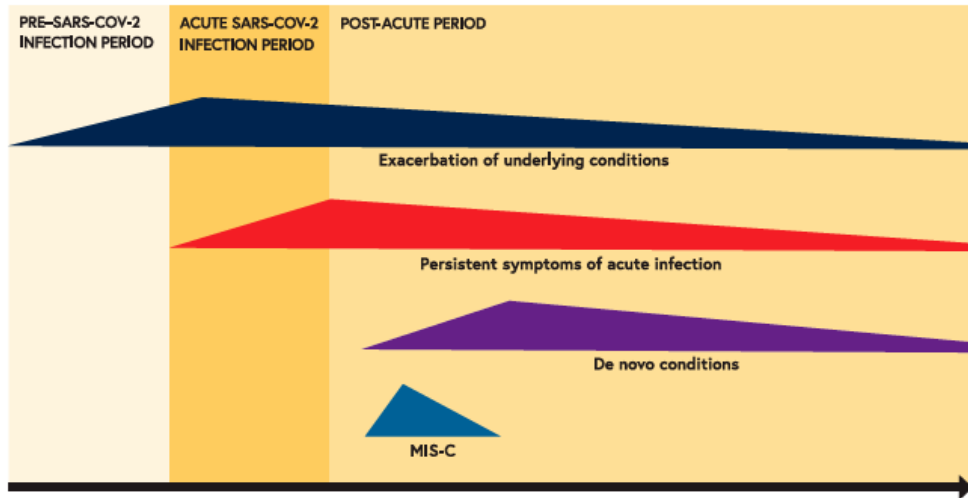 PRE–SARS-COV-2
INFECTION PERIOD
ACUTE SARS-COV-2
INFECTION PERIOD
POST-ACUTE PERIOD
Exacerbation of underlying conditions
Persistent symptoms of acute infection
De novo conditions
MIS-C